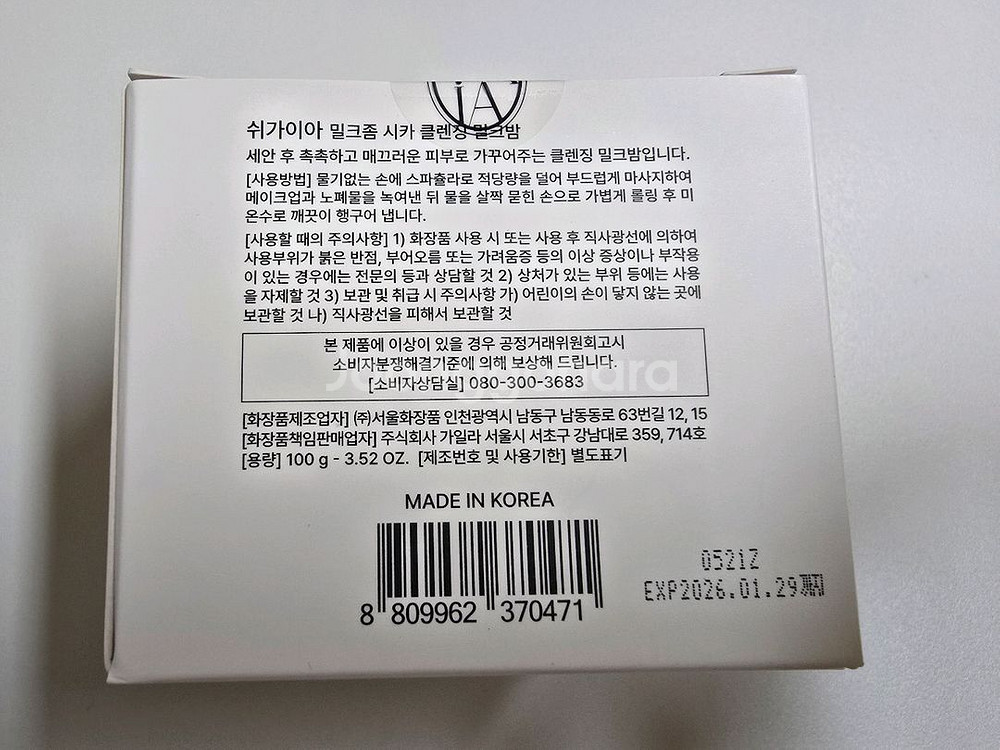 쉬가이아 밀크좀 시카 클렌징 밀크밤
세안 후 촉촉하고 매끄러운 피부로 가꾸어주는 클렌징 밀크밤입니다.
[사용방법] 물기없는 손에 스파츌라로 적당량을 덜어 부드럽게 마사지하여
메이크업과 노폐물을 녹여낸 뒤 물을 살짝 묻힌 손으로 가볍게 롤링 후 미
온수로 깨끗이 행구어 냅니다.
[사용할 때의 주의사항] 1) 화장품 사용 시 또는 사용 후 직사광선에 의하여
사용부위가 붉은 반점, 부어오름 또는 가려움증 등의 이상 증상이나 부작용
이 있는 경우에는 전문의 등과 상담할 것 2) 상처가 있는 부위 등에는 사용
을 자제할 것 3) 보관 및 취급 시 주의사항 가) 어린이의 손이 닿지 않는 곳에
보관할 것 나) 직사광선을 피해서 보관할 것
본 제품에 이상이 있을 경우 공정거래위원회고시
소비자분쟁해결기준에 의해 보상해 드립니다.
[소비자상담실] 080-300-3683
[화장품제조업자] (주)서울화장품 인천광역시 남동구 남동동로 63번길 12, 15
[화장품책임판매업자] 주식회사 가일라 서울시 서초구 강남대로 359, 714호
[용량] 100 g - 3.52 OZ. [제조번호 및 사용기한] 별도표기
MADE IN KOREA
0521Z
EXP2026.01.29
8 809962 370471